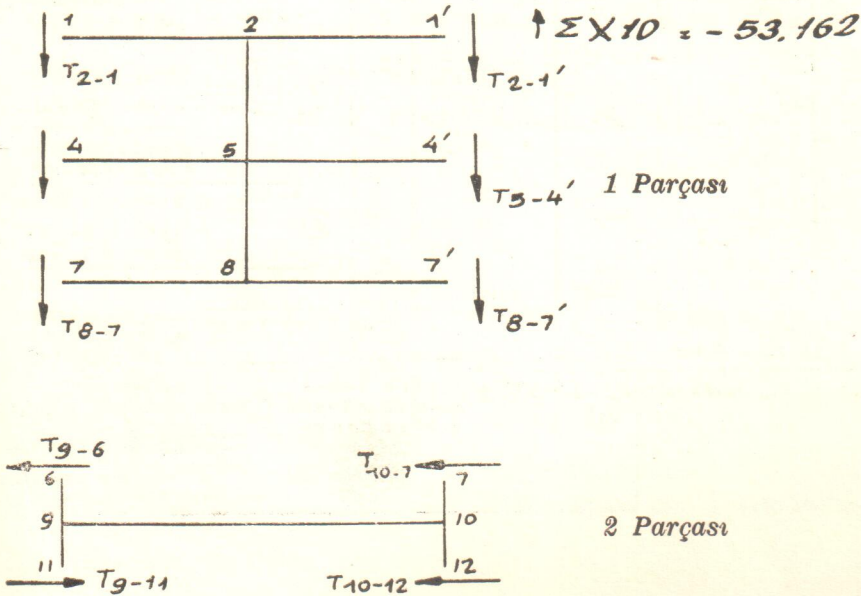 1 2 1′ ↑ Σ X10 = - 53.162
T2-1 T2-1′
4 5 4′
T5-4′ 1 Parçası
7 8 7′
T8-7 T8-7′
T9-6 T10-7
6 7
9 10 2 Parçası
11 12
T9-11 T10-12